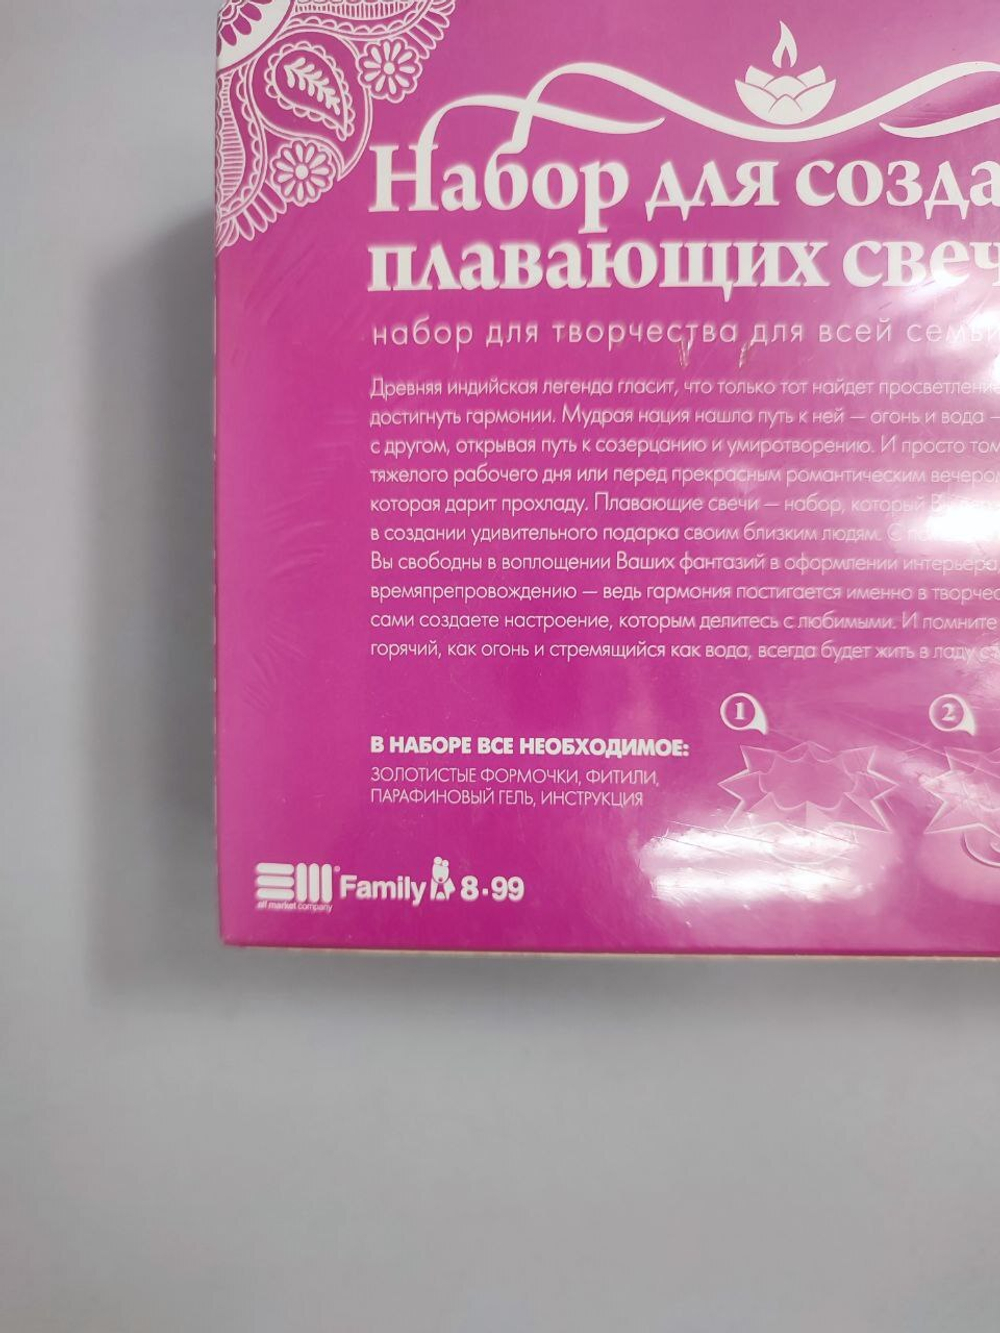 Набор для созда
плавающих свеч
набор для творчества для всей семьи
Древняя индийская легенда гласит, что только тот найдет просветление
достигнуть гармонии. Мудрая нация нашла путь к ней — огонь и вода —
с другом, открывая путь к созерцанию и умиротворению. И просто том
тяжелого рабочего дня или перед прекрасным романтическим вечером
которая дарит прохладу. Плавающие свечи — набор, который
в создании удивительного подарка своим близким людям. С
Вы свободны в воплощении Ваших фантазий в оформлении интерьера,
времяпрепровождению — ведь гармония постигается именно в творчес
сами создаете настроение, которым делитесь с любимыми. И помните
горячий, как огонь и стремящийся как вода, всегда будет жить в ладу с
1 2
В НАБОРЕ ВСЕ НЕОБХОДИМОЕ:
ЗОЛОТИСТЫЕ ФОРМОЧКИ, ФИТИЛИ,
ПАРАФИНОВЫЙ ГЕЛЬ, ИНСТРУКЦИЯ
Family 8-99
elf market company